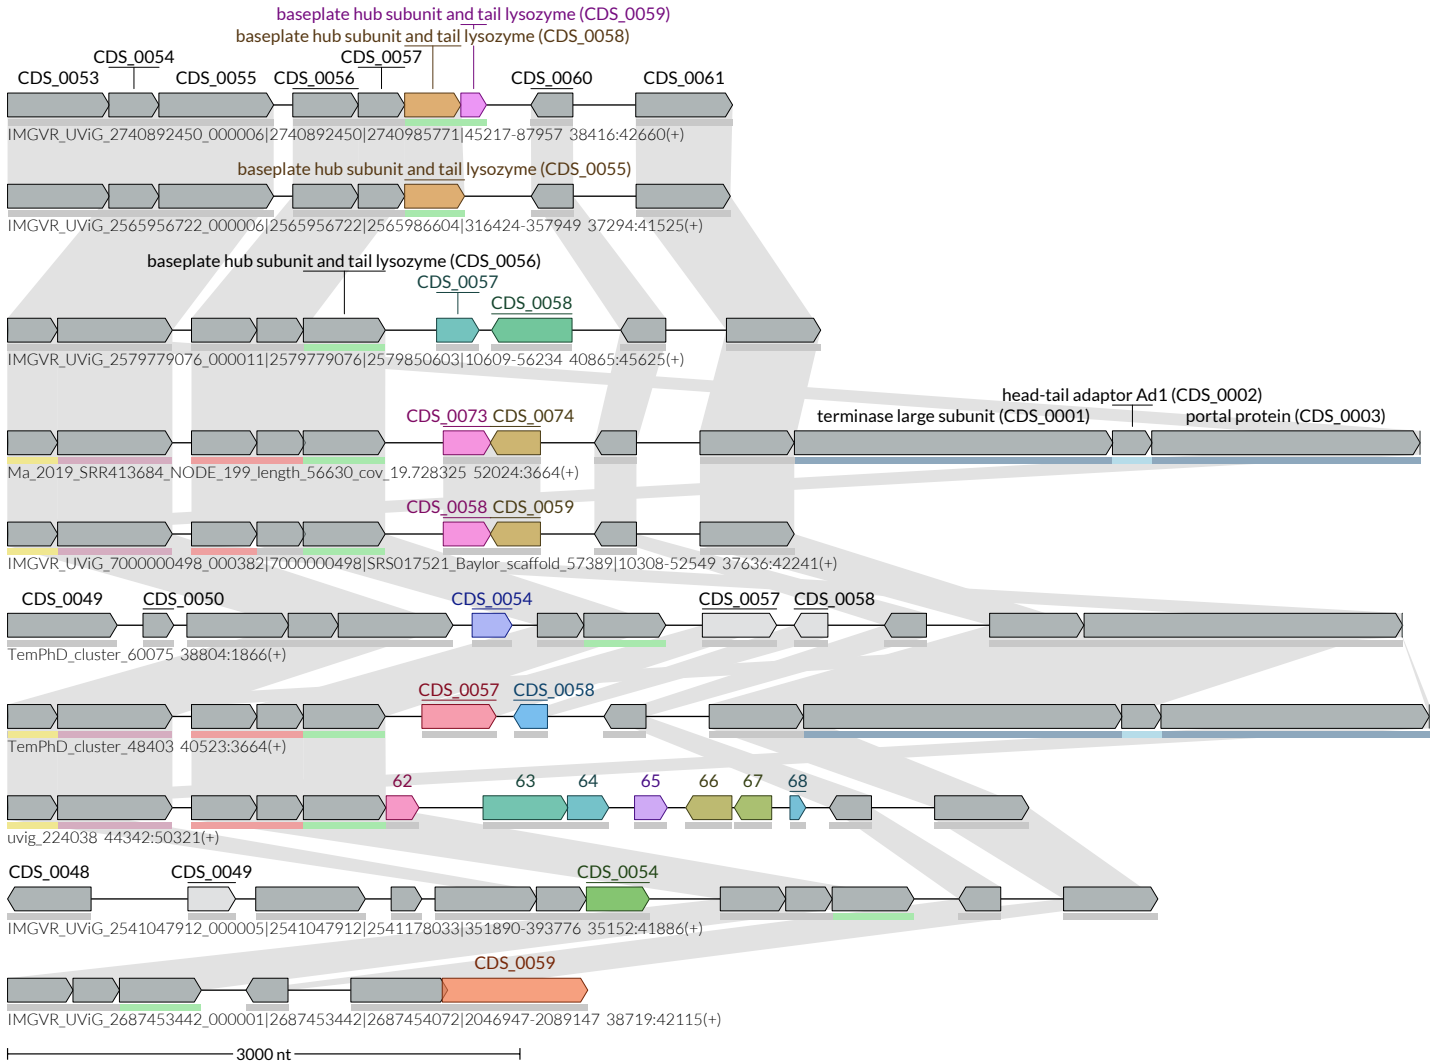 baseplate hub subunit and tail lysozyme (CDS_0059)
baseplate hub subunit and tail lysozyme (CDS_0058)
CDS_0054 CDS_0057
CDS_0053 CDS_0055 CDS_0056 CDS_0060 CDS_0061
IMGVR_UViG_2740892450_000006|2740892450|2740985771|45217-87957 38416:42660(+)
baseplate hub subunit and tail lysozyme (CDS_0055)
IMGVR_UViG_2565956722_000006|2565956722|2565986604|316424-357949 37294:41525(+)
baseplate hub subunit and tail lysozyme (CDS_0056)
CDS_0057
CDS_0058
IMGVR_UViG_2579779076_000011|2579779076|2579850603|10609-56234 40865:45625(+)
head-tail adaptor Ad1 (CDS_0002)
CDS_0073 CDS_0074 terminase large subunit (CDS_0001) portal protein (CDS_0003)
Ma_2019_SRR413684_NODE_199_length_56630_cov_19.728325 52024:3664(+)
CDS_0058 CDS_0059
IMGVR_UViG_7000000498_000382|7000000498|SRS017521_Baylor_scaffold_57389|10308-52549 37636:42241(+)
CDS_0049 CDS_0050 CDS_0054 CDS_0057 CDS_0058
TemPhD_cluster_60075 38804:1866(+)
CDS_0057 CDS_0058
TemPhD_cluster_48403 40523:3664(+)
62 63 64 65 66 67 68
uvig_224038 44342:50321(+)
CDS_0048 CDS_0049 CDS_0054
IMGVR_UViG_2541047912_000005|2541047912|2541178033|351890-393776 35152:41886(+)
CDS_0059
IMGVR_UViG_2687453442_000001|2687453442|2687454072|2046947-2089147 38719:42115(+)
3000 nt